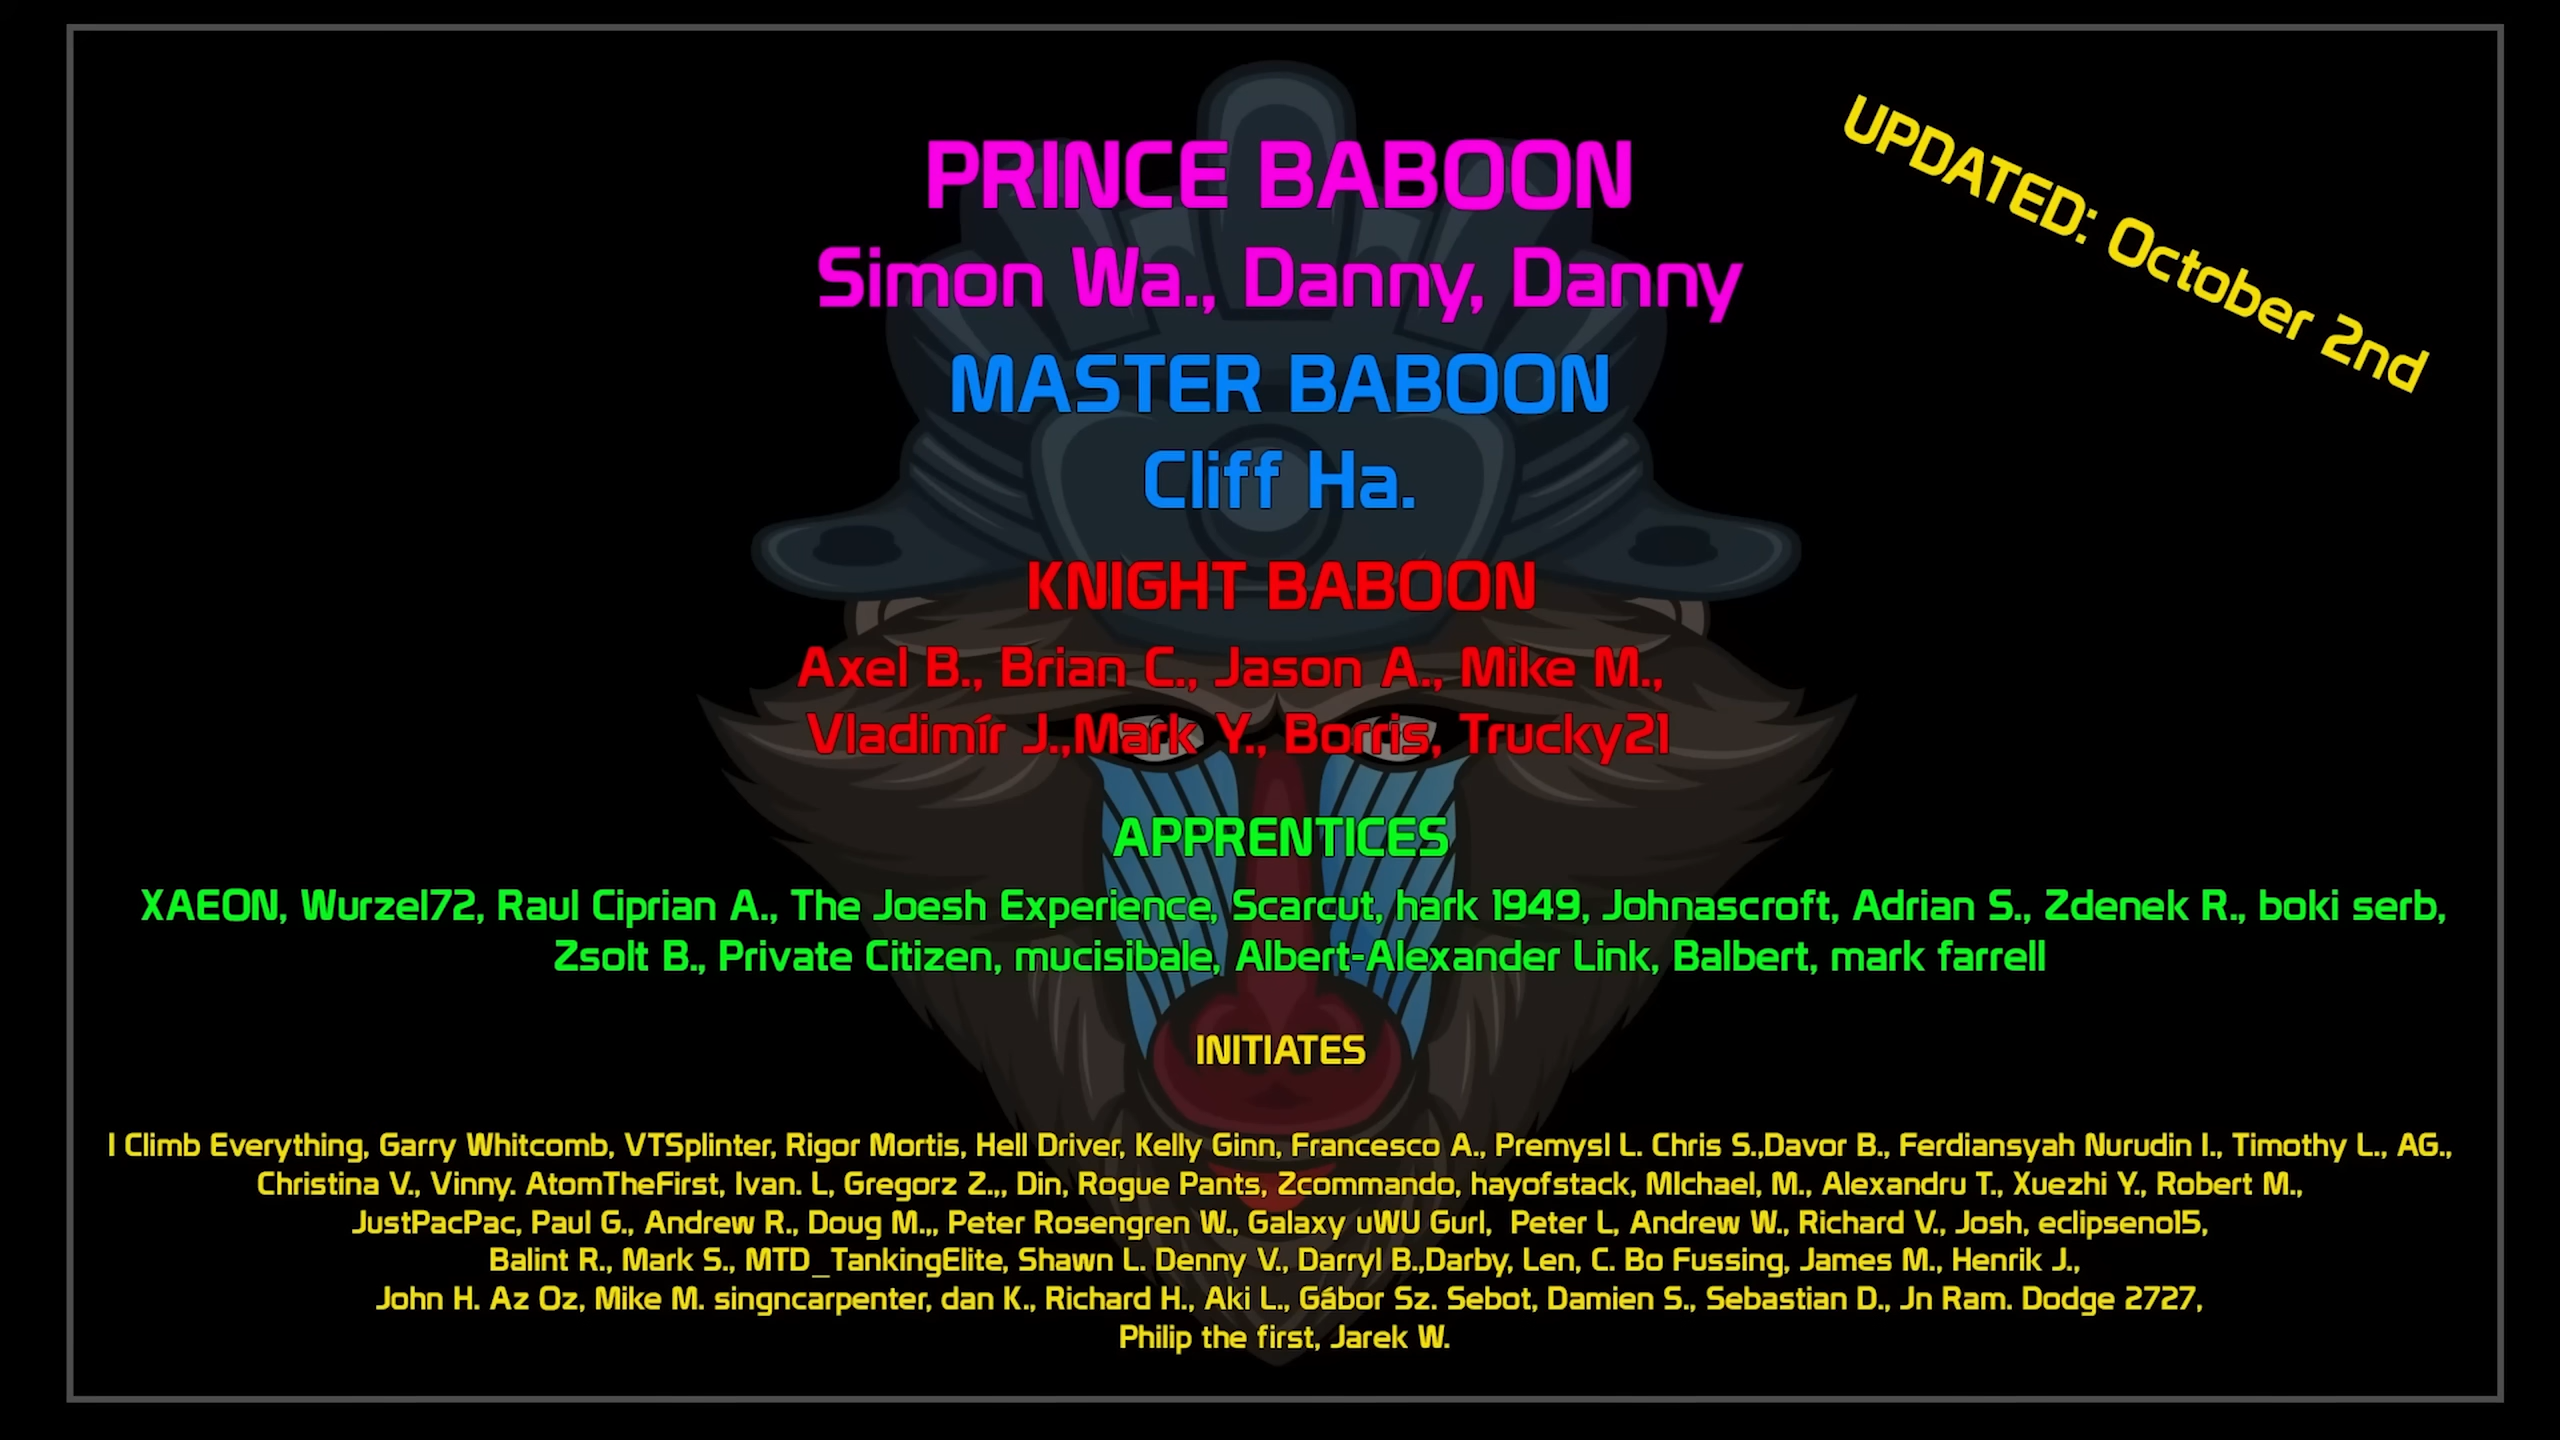 PRINCE BABOON
UPDATED: October 2nd
Simon Wa., Danny, Danny
MASTER BABOON
Cliff Ha.
KNIGHT BABOON
Axel B., Brian C., Jason A., Mike M.,
Vladimír J.,Mark Y., Borris, Trucky21
APPRENTICES
XAEON, Wurzel72, Raul Ciprian A., The Joesh Experience, Scarcut, hark 1949, Johnascroft, Adrian S., Zdenek R., boki serb,
Zsolt B., Private Citizen, mucisibale, Albert-Alexander Link, Balbert, mark farrell
INITIATES
I Climb Everything, Garry Whitcomb, VTSplinter, Rigor Mortis, Hell Driver, Kelly Ginn, Francesco A., Premysl L. Chris S.,Davor B., Ferdiansyah Nurudin I., Timothy L., AG.,
Christina V., Vinny. AtomTheFirst, Ivan. L, Gregorz Z.,, Din, Rogue Pants, Zcommando, hayofstack, MIchael, M., Alexandru T., Xuezhi Y., Robert M.,
JustPacPac, Paul G., Andrew R., Doug M.,, Peter Rosengren W., Galaxy uWU Gurl,  Peter L, Andrew W., Richard V., Josh, eclipseno15,
Balint R., Mark S., MTD_TankingElite, Shawn L. Denny V., Darryl B.,Darby, Len, C. Bo Fussing, James M., Henrik J.,
John H. Az Oz, Mike M. singncarpenter, dan K., Richard H., Aki L., Gábor Sz. Sebot, Damien S., Sebastian D., Jn Ram. Dodge 2727,
Philip the first, Jarek W.